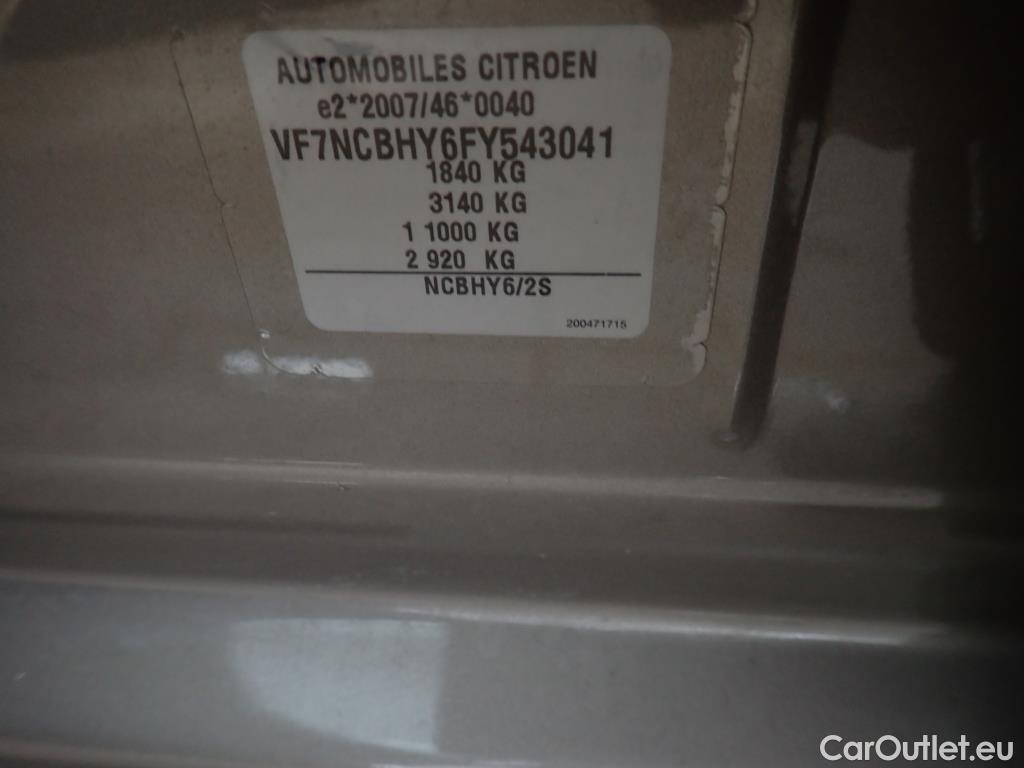 AUTOMOBILES CITROEN
e2*2007/46*0040
VF7NCBHY6FY543041
1840 KG
3140 KG
1 1000 KG
2 920 KG
NCBHY6/2S
200471715
CarOutlet.eu